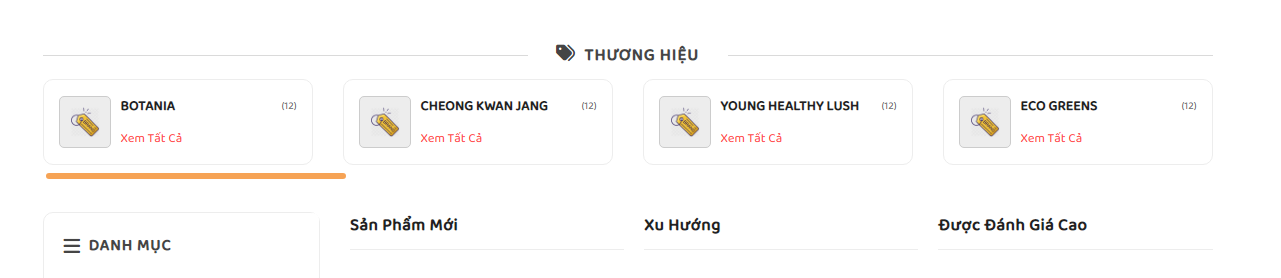 THƯƠNG HIỆU
BOTANIA (12)
Xem Tất Cả
CHEONG KWAN JANG (12)
Xem Tất Cả
YOUNG HEALTHY LUSH (12)
Xem Tất Cả
ECO GREENS (12)
Xem Tất Cả
DANH MỤC
Sản Phẩm Mới
Xu Hướng
Được Đánh Giá Cao